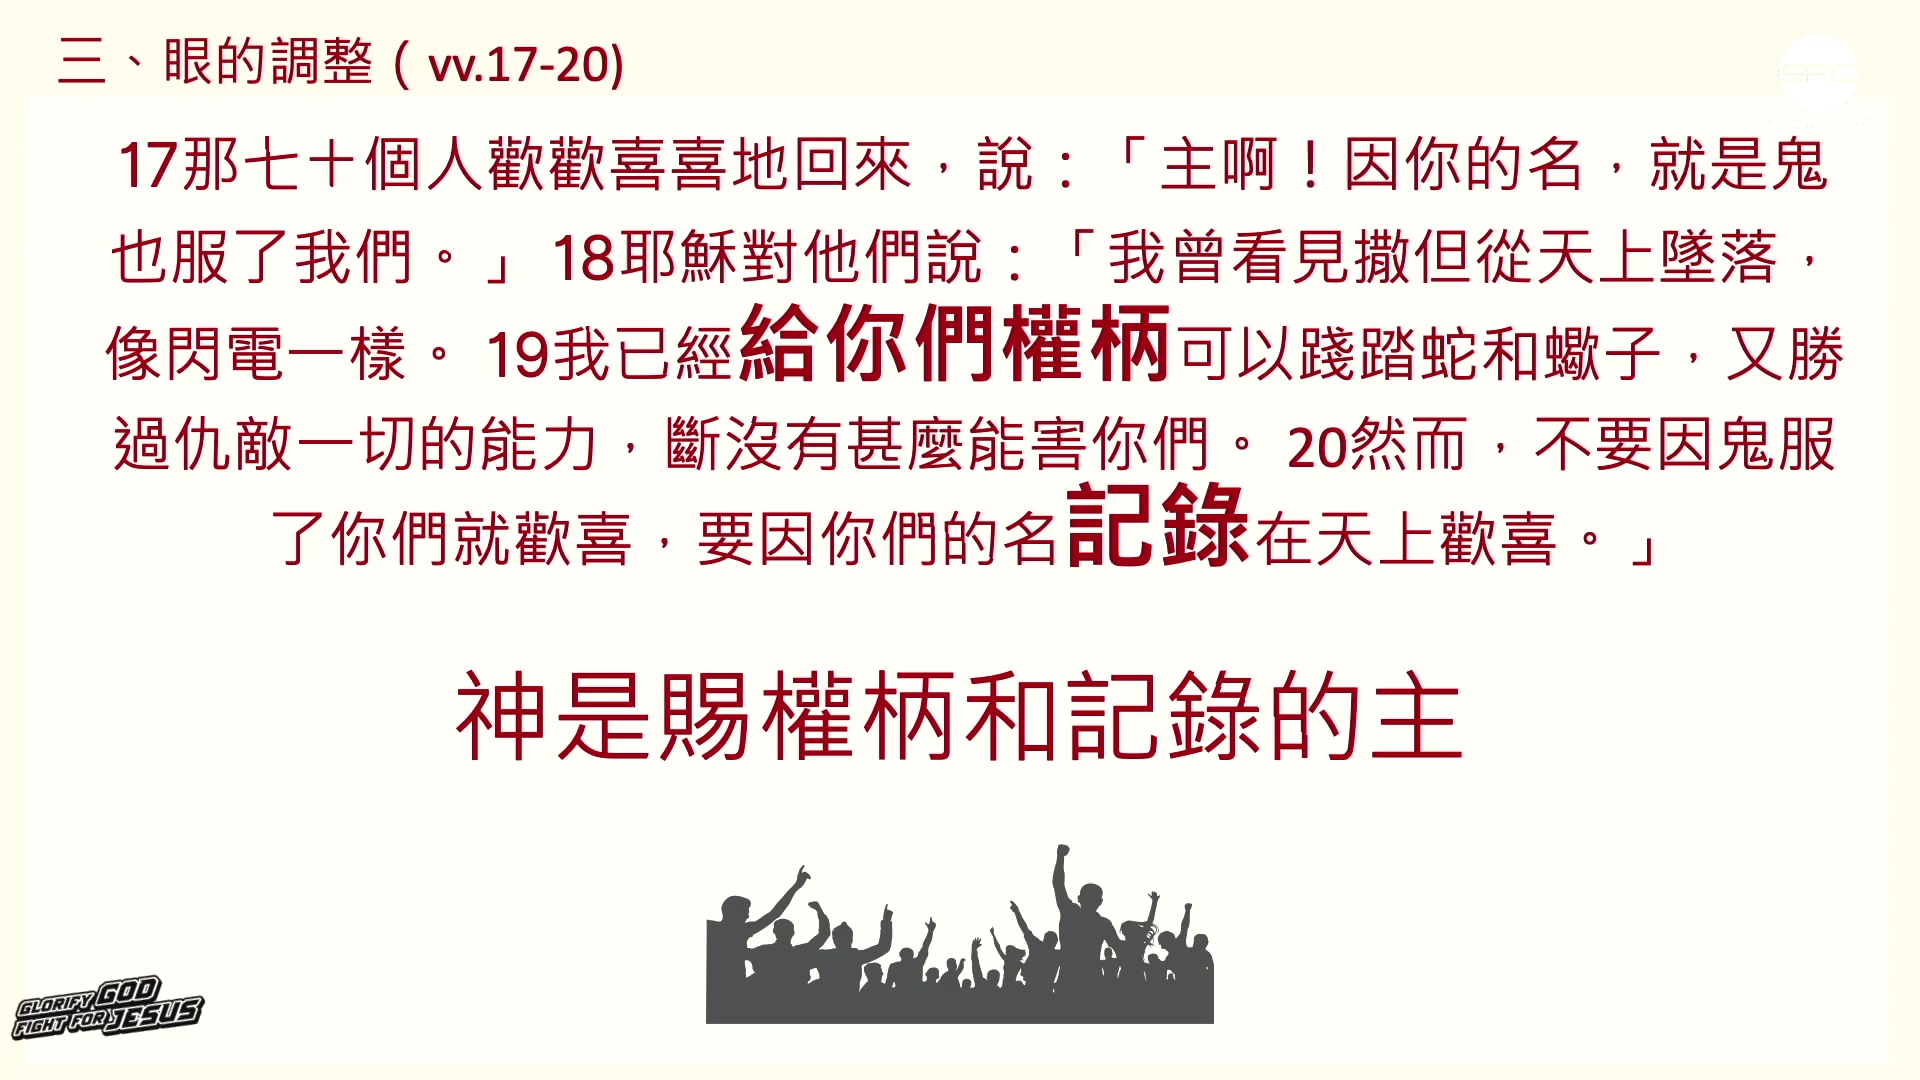 三、眼的調整（vv.17-20)
17那七十個人歡歡喜喜地回來，說：「主啊！因你的名，就是鬼
也服了我們。」18耶穌對他們說：「我曾看見撒但從天上墜落，
像閃電一樣。19我已經給你們權柄可以踐踏蛇和蠍子，又勝
過仇敵一切的能力，斷沒有甚麼能害你們。20然而，不要因鬼服
了你們就歡喜，要因你們的名記錄在天上歡喜。」
神是賜權柄和記錄的主
GLORIFY GOD
FIGHT FOR JESUS